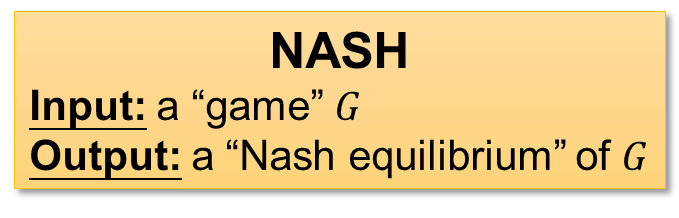 NASH
Input: a “game” G
Output: a “Nash equilibrium” of G